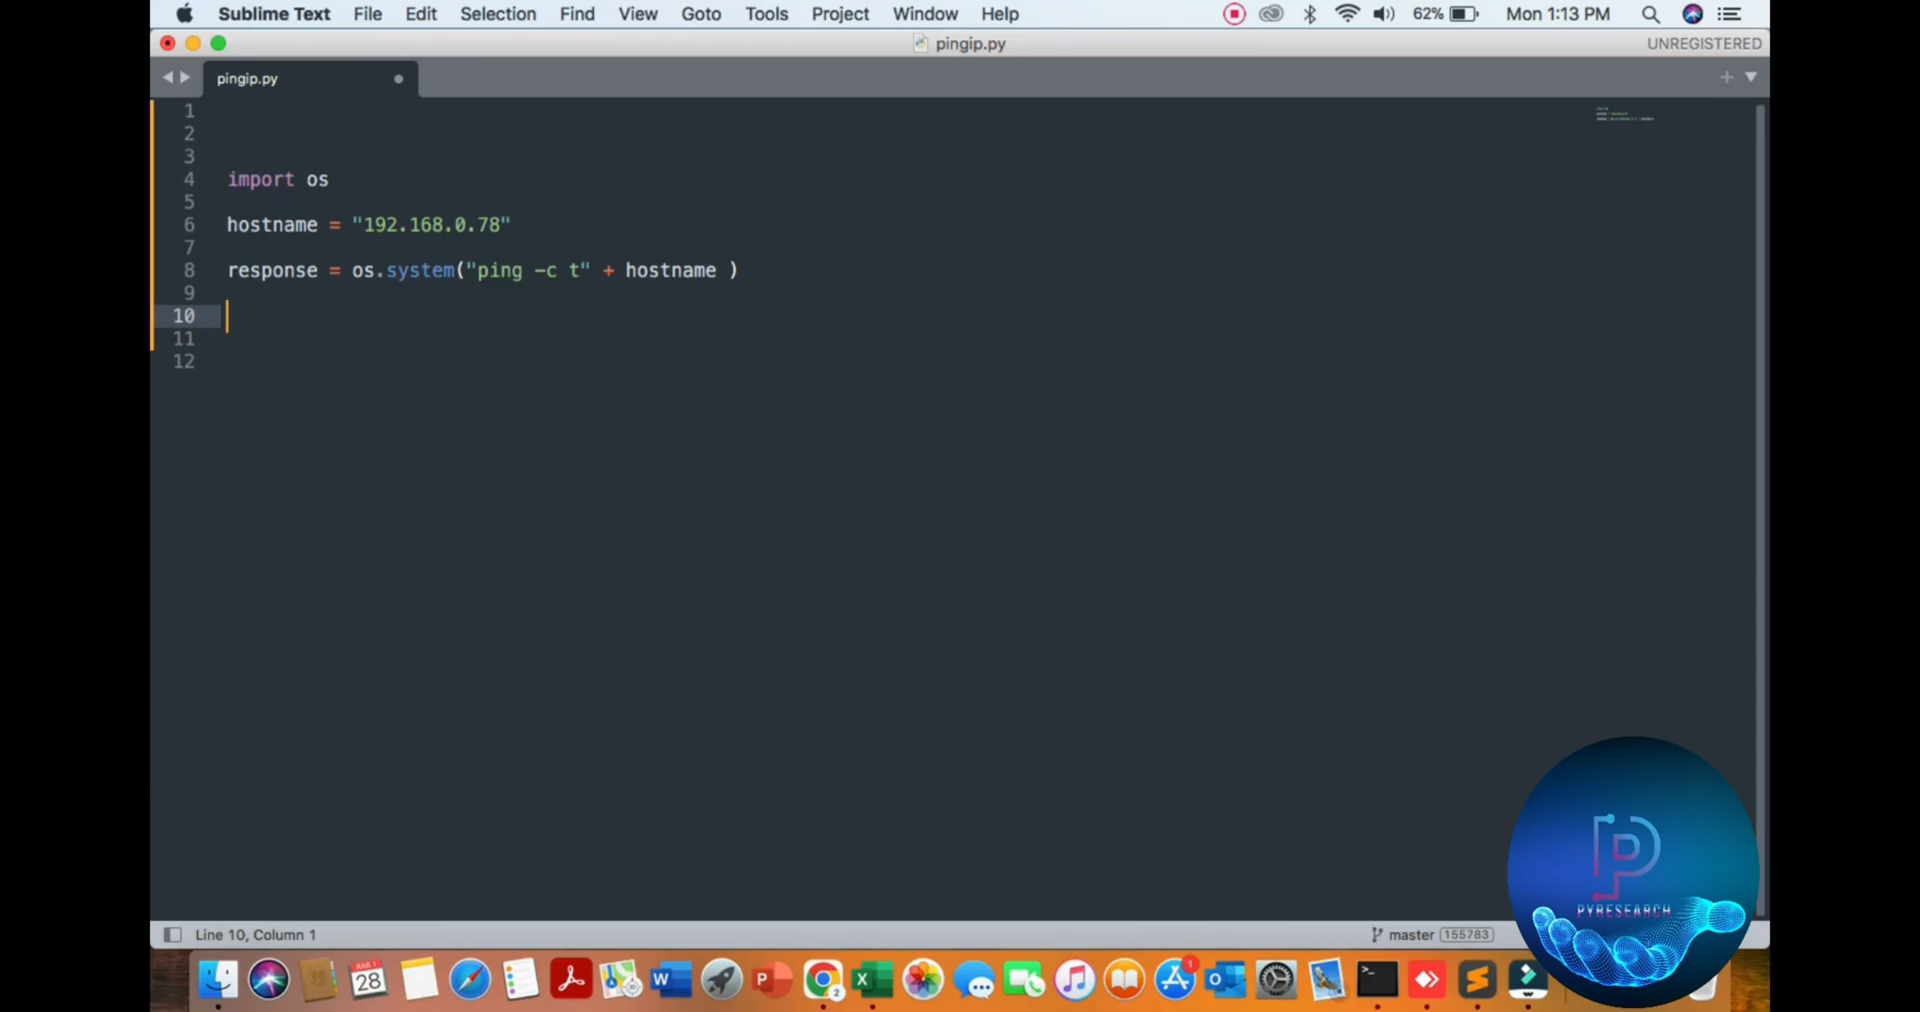 Sublime Text File Edit Selection Find View Goto Tools Project Window Help 62% Mon 1:13 PM
pingip.py UNREGISTERED
pingip.py
1
2
3
4 import os
5
6 hostname = "192.168.0.78"
7
8 response = os.system("ping -c t" + hostname )
9
10
11
12
PYRESEARCH
Line 10, Column 1 master 155783
28 W P 2 X 1 O >_